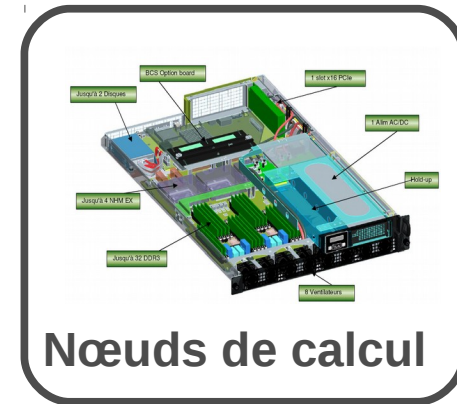 BCS Option board
1 slot x16 PCIe
Jusqu'à 2 Disques
1 Alim AC/DC
Hold-up
Jusqu'à 4 NHM EX
Jusqu'à 32 DDR3
8 Ventilateurs
Nœuds de calcul